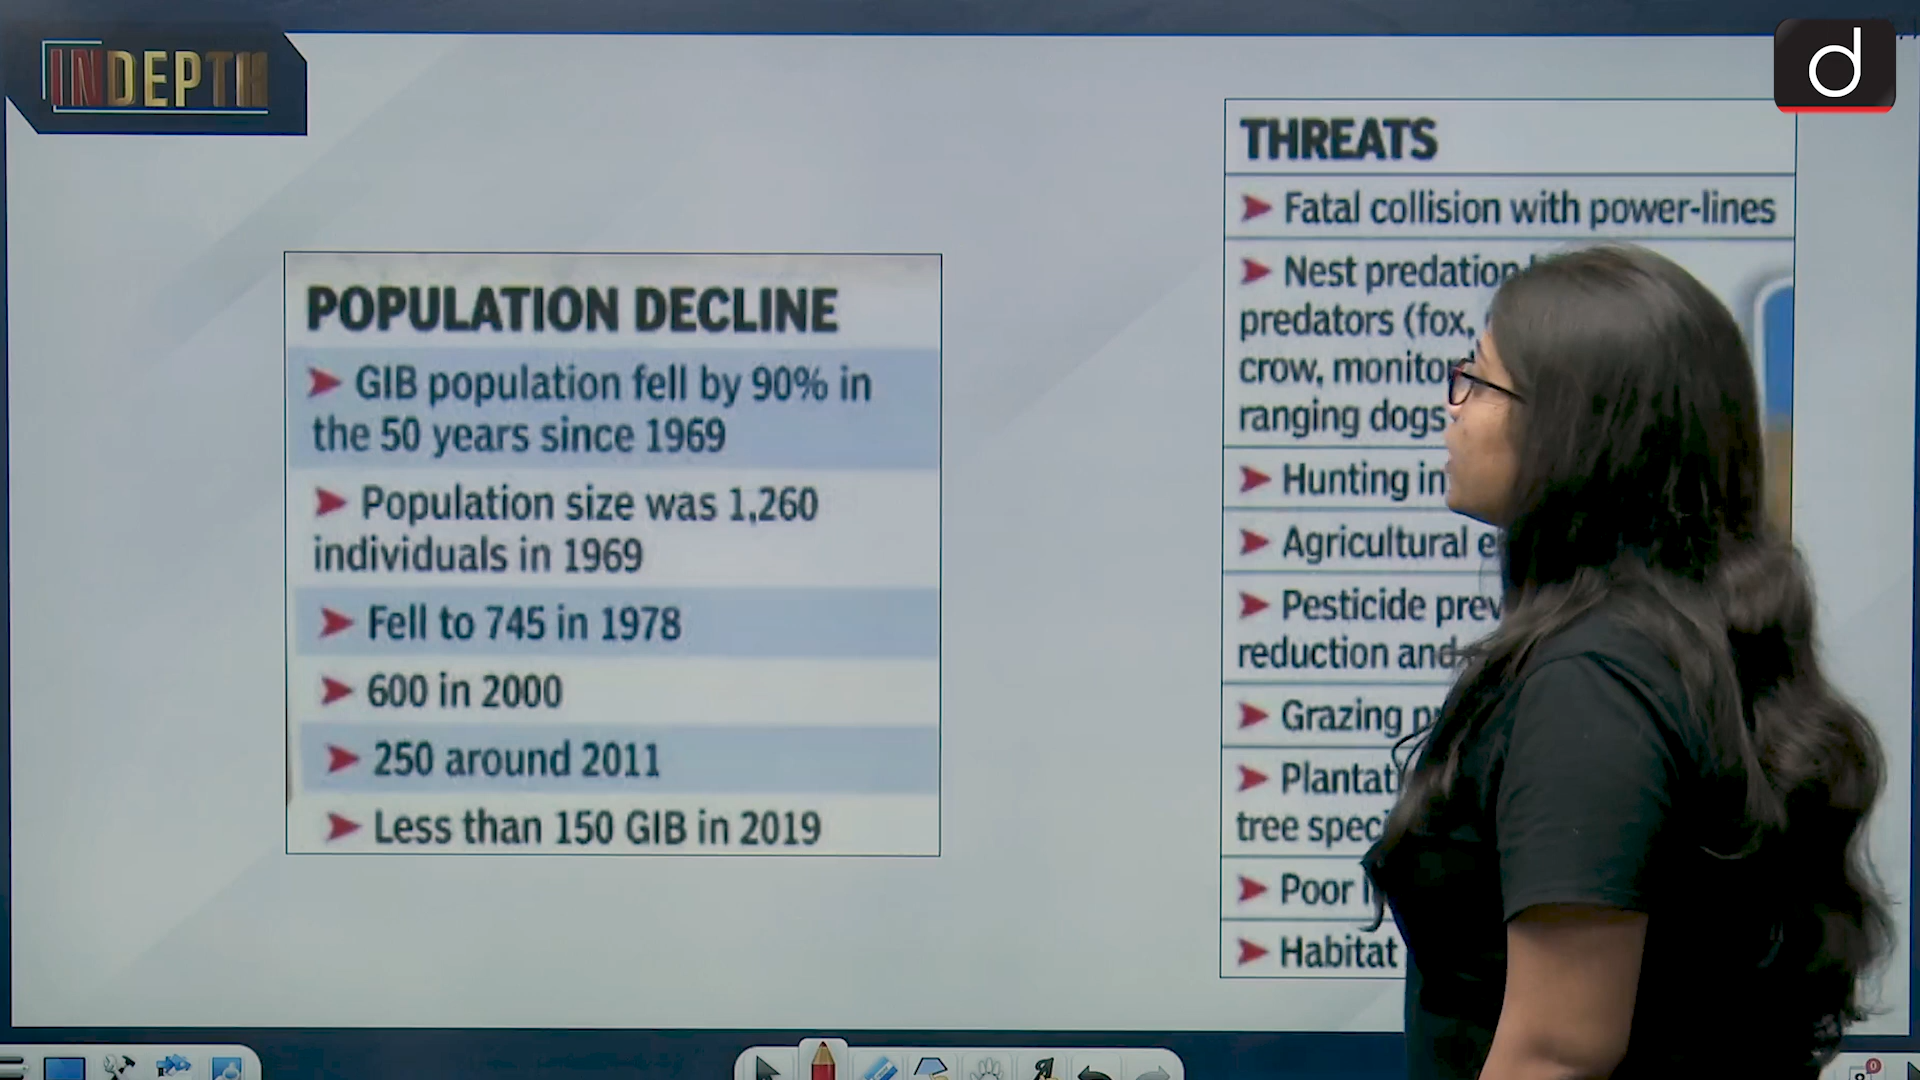 INDEPTH
d
POPULATION DECLINE
GIB population fell by 90% in
the 50 years since 1969
Population size was 1,260
individuals in 1969
Fell to 745 in 1978
600 in 2000
250 around 2011
Less than 150 GIB in 2019
THREATS
Fatal collision with power-lines
Nest predation
predators (fox,
crow, monitor
ranging dogs
Hunting in
Agricultural
Pesticide
reduction and
Grazing
tree
Poor
Habitat